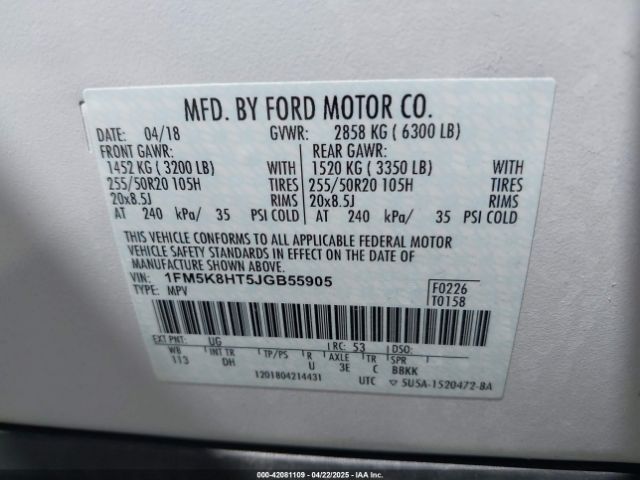 MFD. BY FORD MOTOR CO.
DATE: 04/18 GVWR: 2858 KG ( 6300 LB)
FRONT GAWR: REAR GAWR:
1452 KG ( 3200 LB) WITH 1520 KG ( 3350 LB) WITH
255/50R20 105H TIRES 255/50R20 105H TIRES
20x8.5J RIMS 20x8.5J RIMS
AT 240 kPa/ 35 PSI COLD AT 240 kPa/ 35 PSI COLD
THIS VEHICLE CONFORMS TO ALL APPLICABLE FEDERAL MOTOR
VEHICLE SAFETY STANDARDS IN EFFECT ON THE DATE OF
MANUFACTURE SHOWN ABOVE.
VIN: 1FM5K8HT5JGB55905 F0226
TYPE: MPV T0158
EXT PNT: UG RC: 53 DSO:
WB INT TR TP/PS R AXLE TR SPR
113 DH U 3E C BBKK
1201804214431 UTC 5U5A-1520472-BA
000-42081109 | 04/22/2025 | IAA Inc.